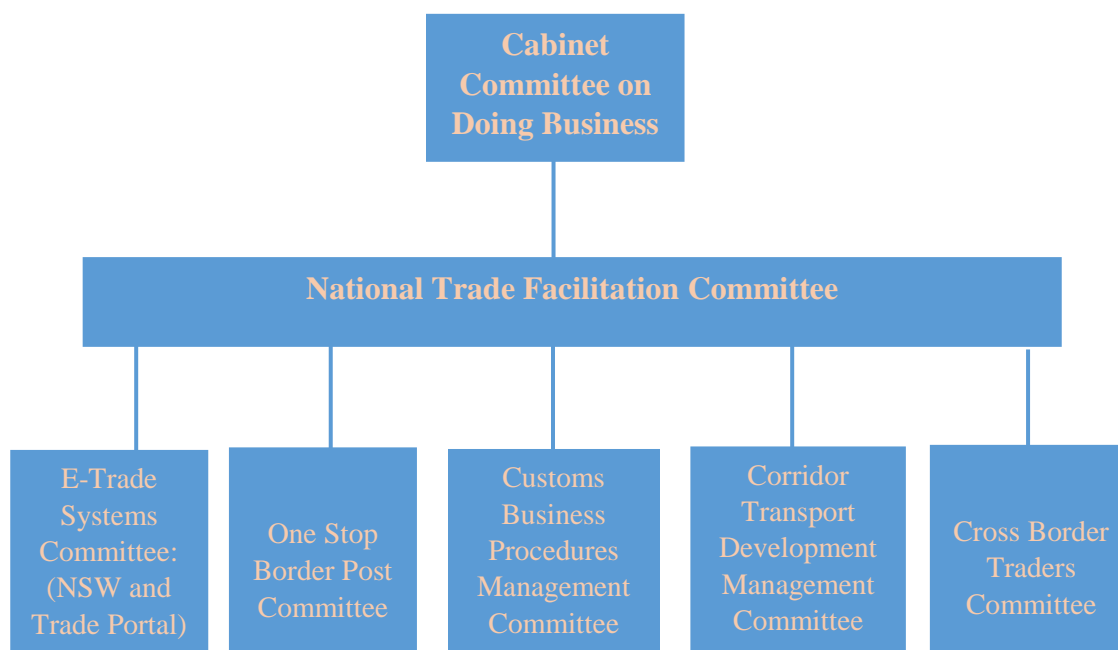 Cabinet
Committee on
Doing Business
National Trade Facilitation Committee
E-Trade
Systems
Committee:
(NSW and
Trade Portal)
One Stop
Border Post
Committee
Customs
Business
Procedures
Management
Committee
Corridor
Transport
Development
Management
Committee
Cross Border
Traders
Committee